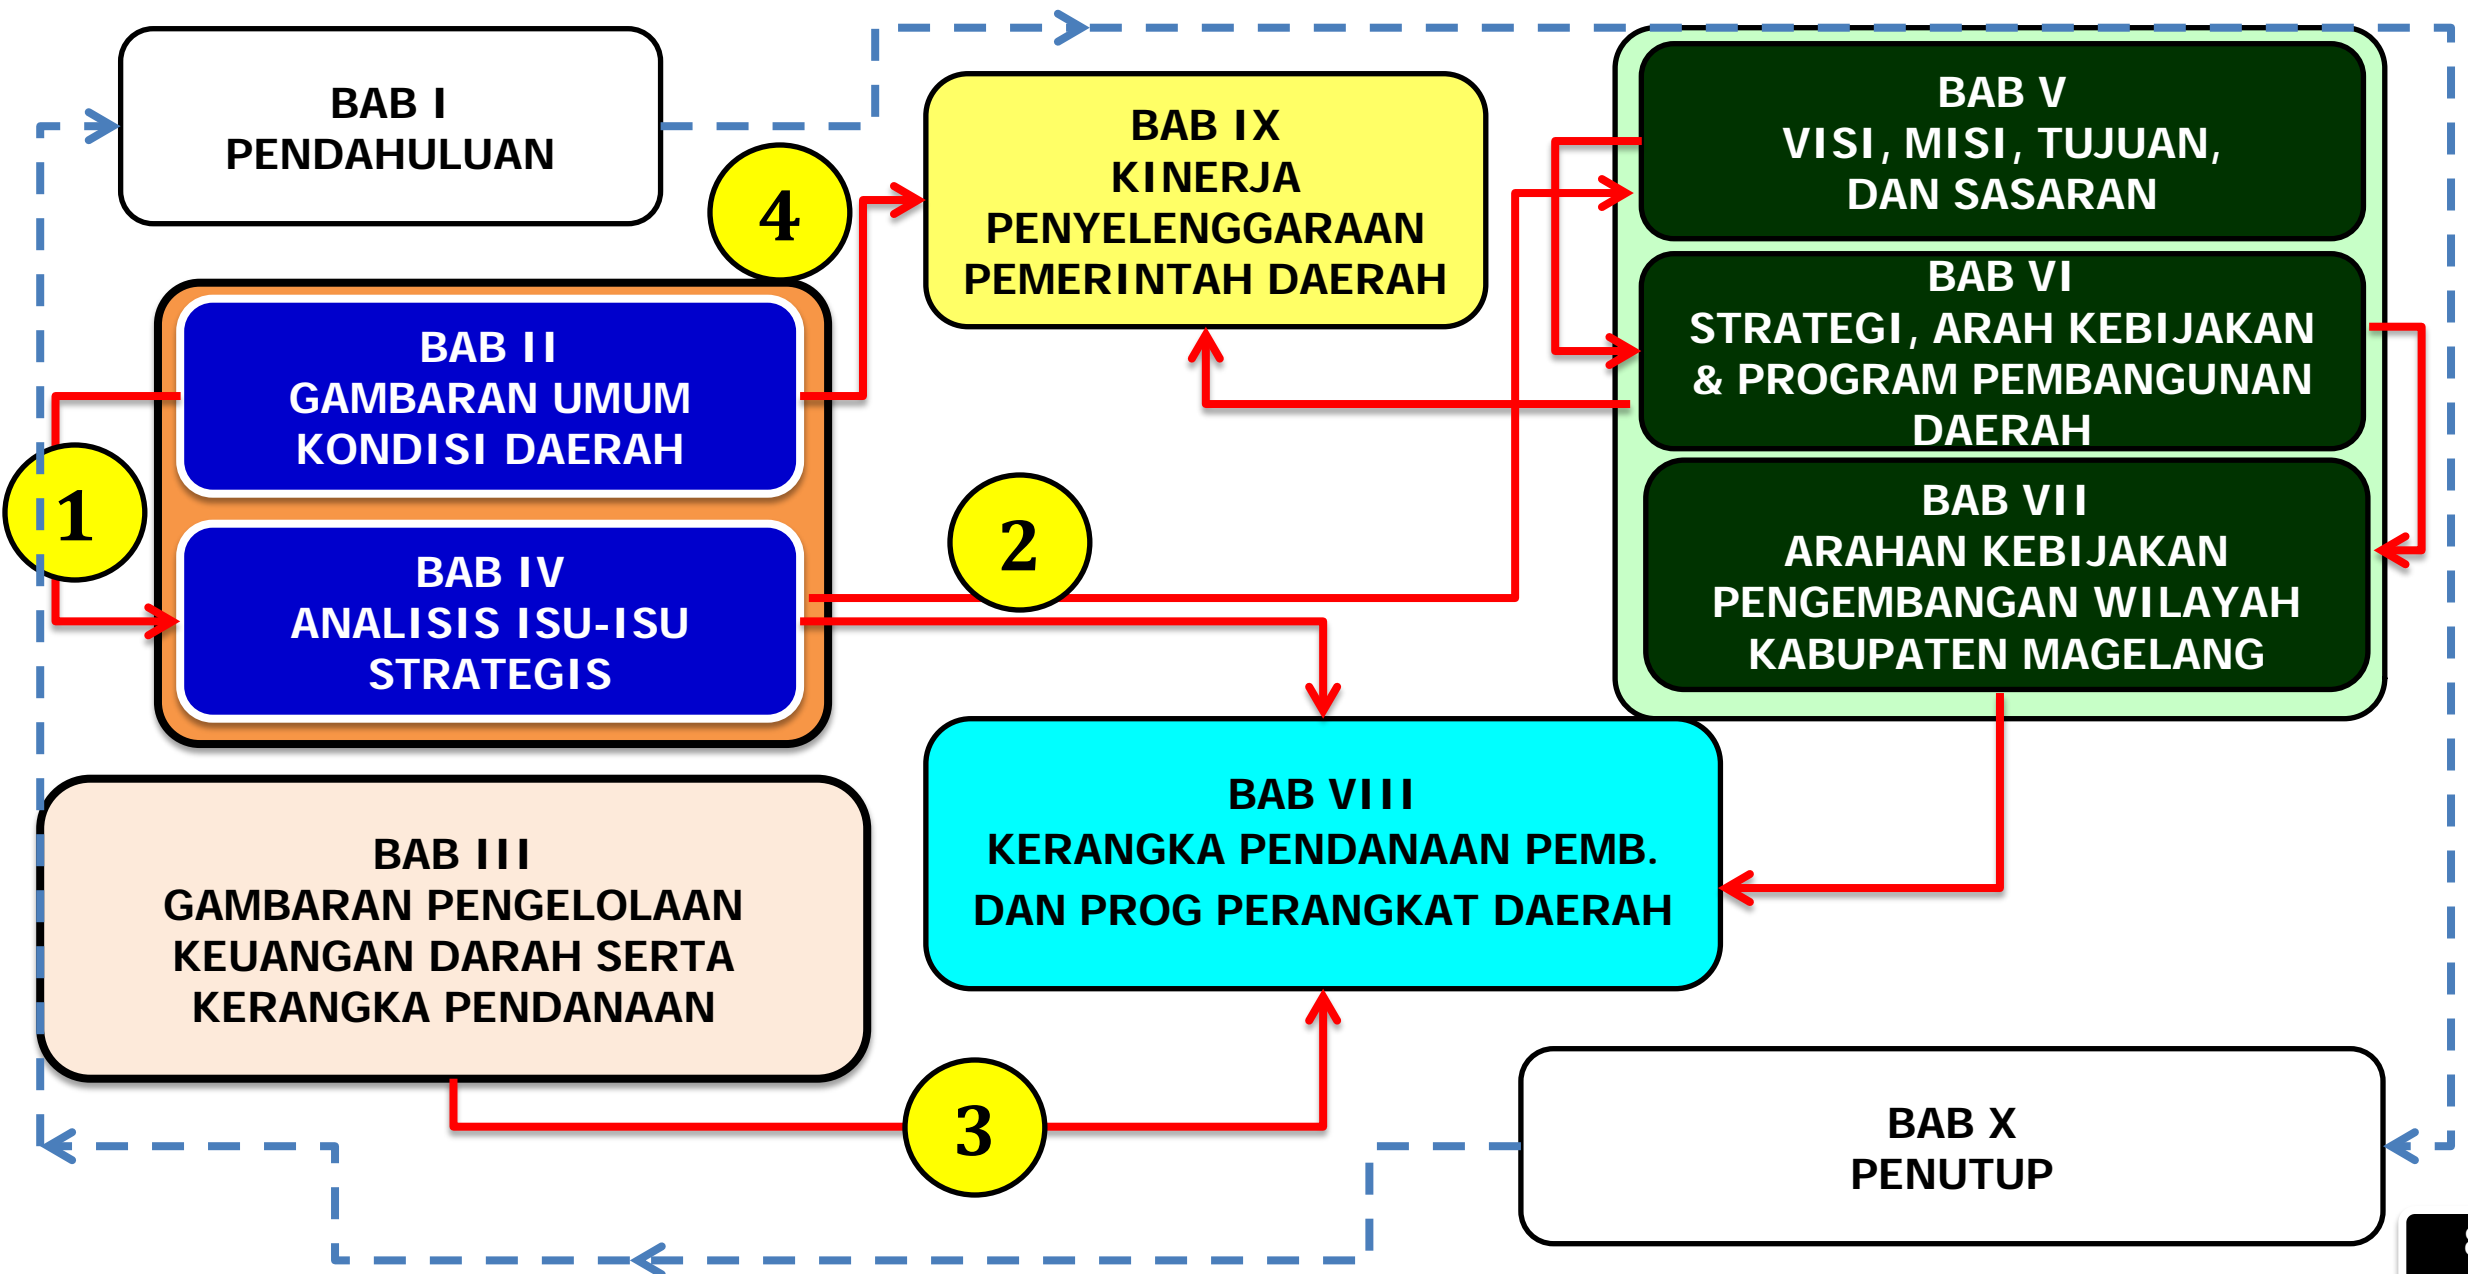 BAB I
PENDAHULUAN
4
BAB IX
KINERJA
PENYELENGGARAAN
PEMERINTAH DAERAH
BAB V
VISI, MISI, TUJUAN,
DAN SASARAN
BAB II
GAMBARAN UMUM
KONDISI DAERAH
BAB VI
STRATEGI, ARAH KEBIJAKAN
& PROGRAM PEMBANGUNAN
DAERAH
1
2
BAB IV
ANALISIS ISU-ISU
STRATEGIS
BAB VII
ARAHAN KEBIJAKAN
PENGEMBANGAN WILAYAH
KABUPATEN MAGELANG
BAB III
GAMBARAN PENGELOLAAN
KEUANGAN DARAH SERTA
KERANGKA PENDANAAN
BAB VIII
KERANGKA PENDANAAN PEMB.
DAN PROG PERANGKAT DAERAH
3
BAB X
PENUTUP